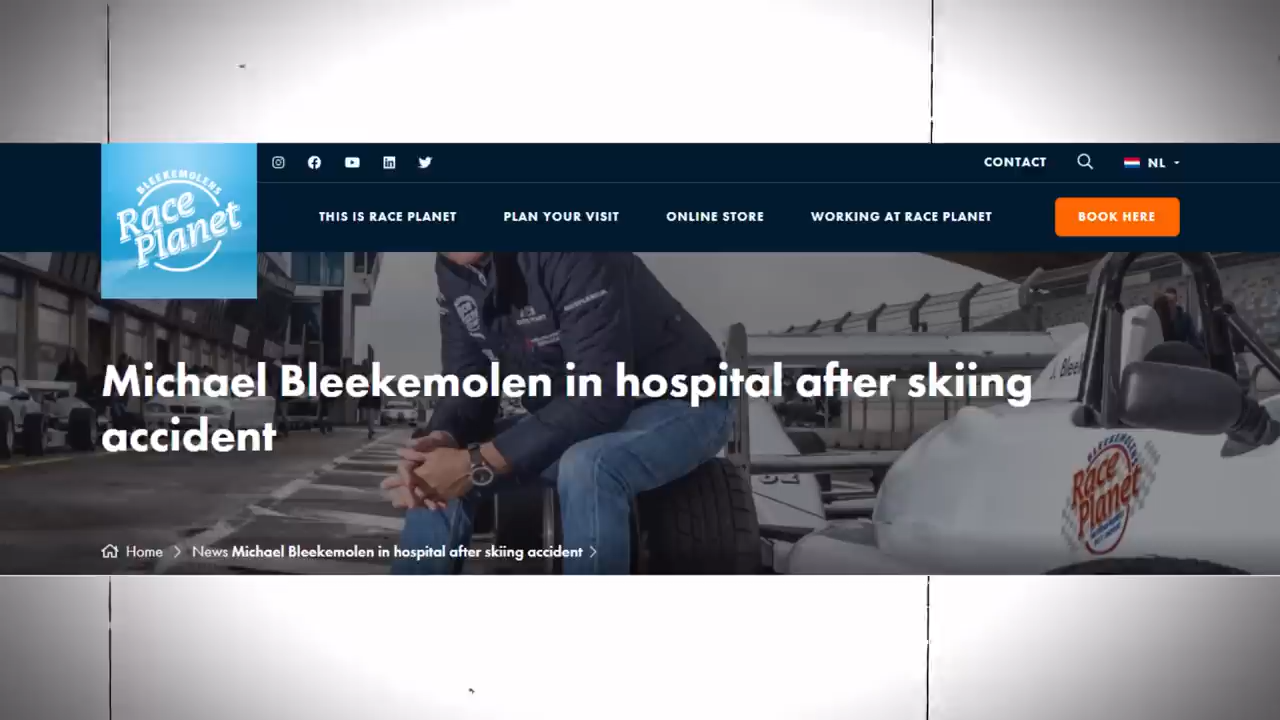 BLEEKEMOLENS
Race
Planet
CONTACT
NL
THIS IS RACE PLANET
PLAN YOUR VISIT
ONLINE STORE
WORKING AT RACE PLANET
BOOK HERE
Michael Bleekemolen in hospital after skiing
accident
BLEEKEMOLENS
Race
Planet
Home
News Michael Bleekemolen in hospital after skiing accident